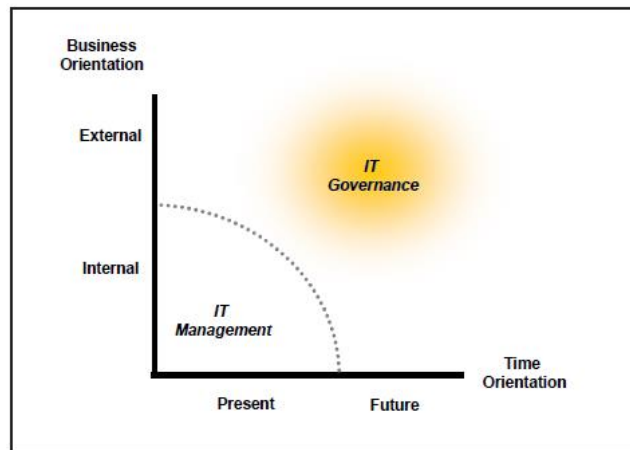 Business
Orientation
External
IT
Governance
Internal
IT
Management
Time
Orientation
Present
Future